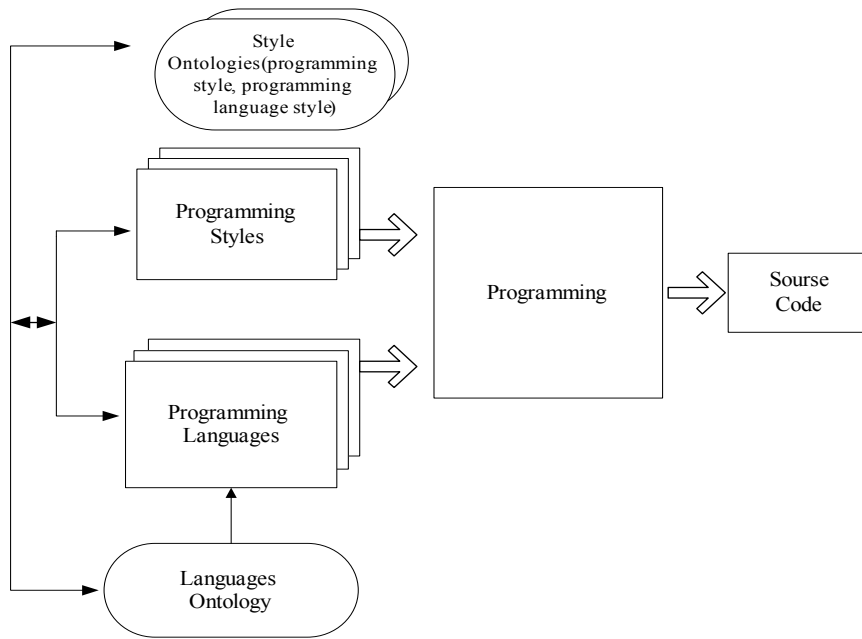 Style
Ontologies(programming
style, programming
language style)
Programming
Styles
Programming
Sourse
Code
Programming
Languages
Languages
Ontology